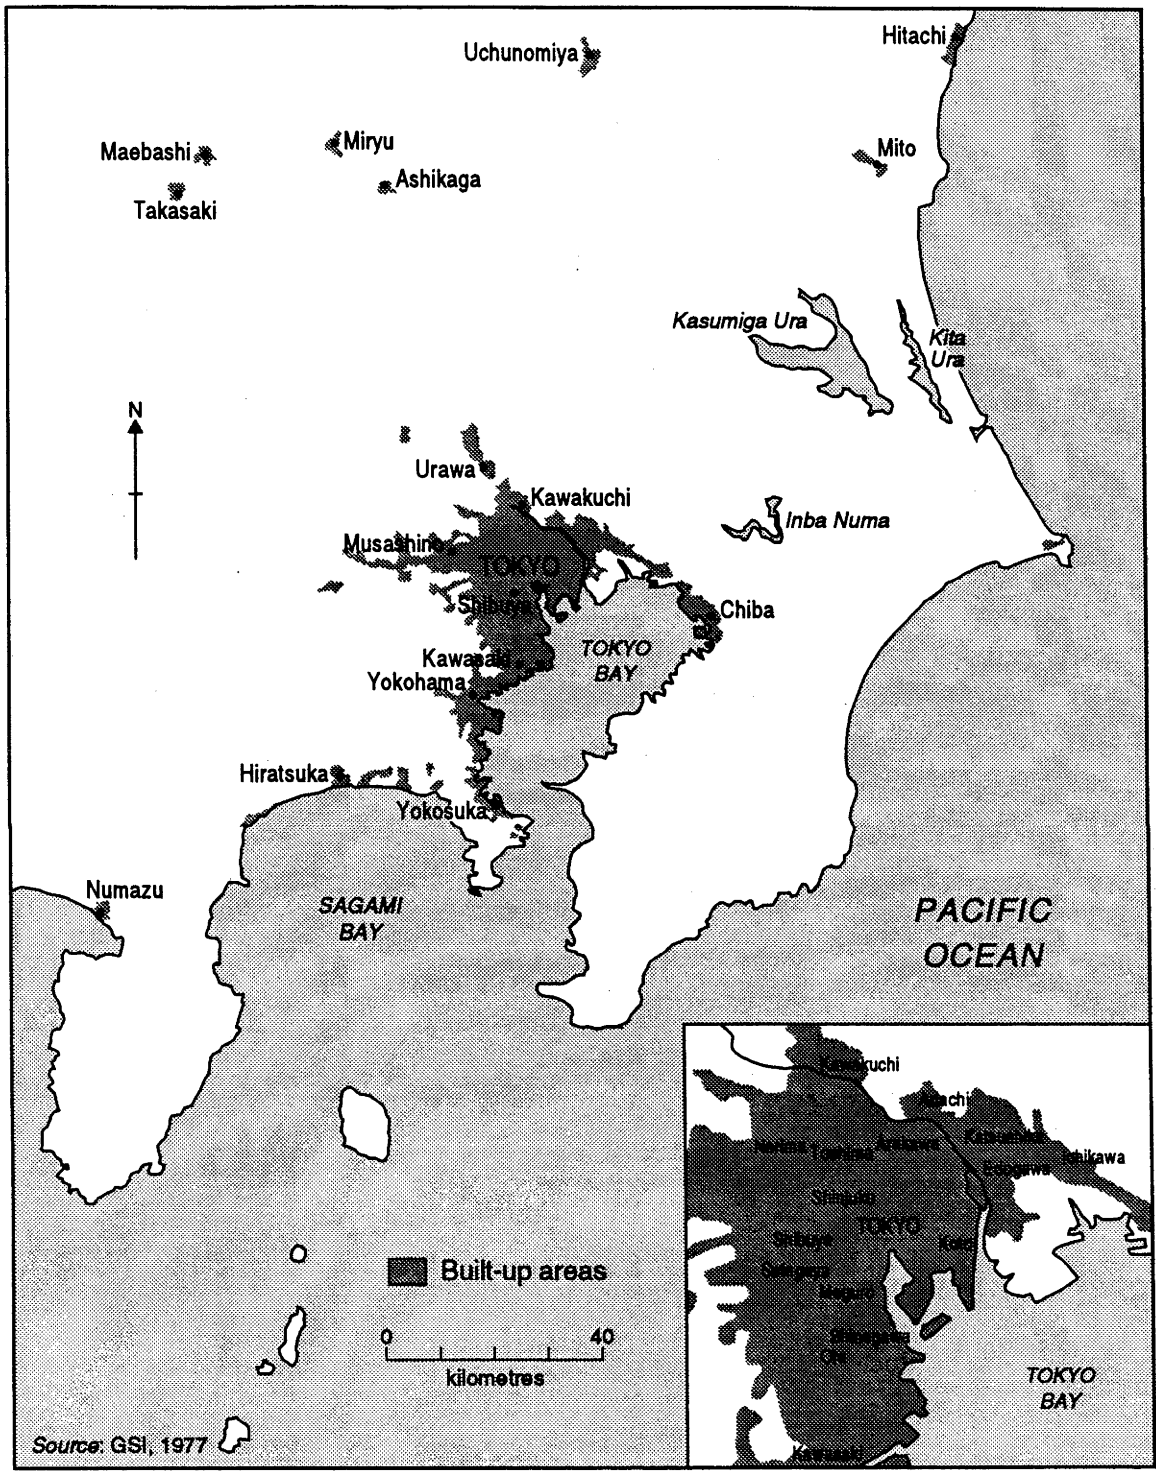 Uchunomiya
Hitachi
Maebashi
Miryu
Mito
Ashikaga
Takasaki
Kasumiga Ura
Kita
Ura
N
Urawa
Kawakuchi
Inba Numa
Musashino
TOKYO
Shibuya
Chiba
Kawasaki
TOKYO
BAY
Yokohama
Hiratsuka
Yokosuka
Numazu
SAGAMI
BAY
PACIFIC
OCEAN
Built-up areas
0 40
kilometres
Source: GSI, 1977
Kawakuchi
Adachi
Arakawa
Nerima
Toshima
Edogawa
Ichikawa
Shinjuku
TOKYO
Koto
Shibuya
Setagaya
Meguro
Shinagawa
TOKYO
BAY
Kawasaki